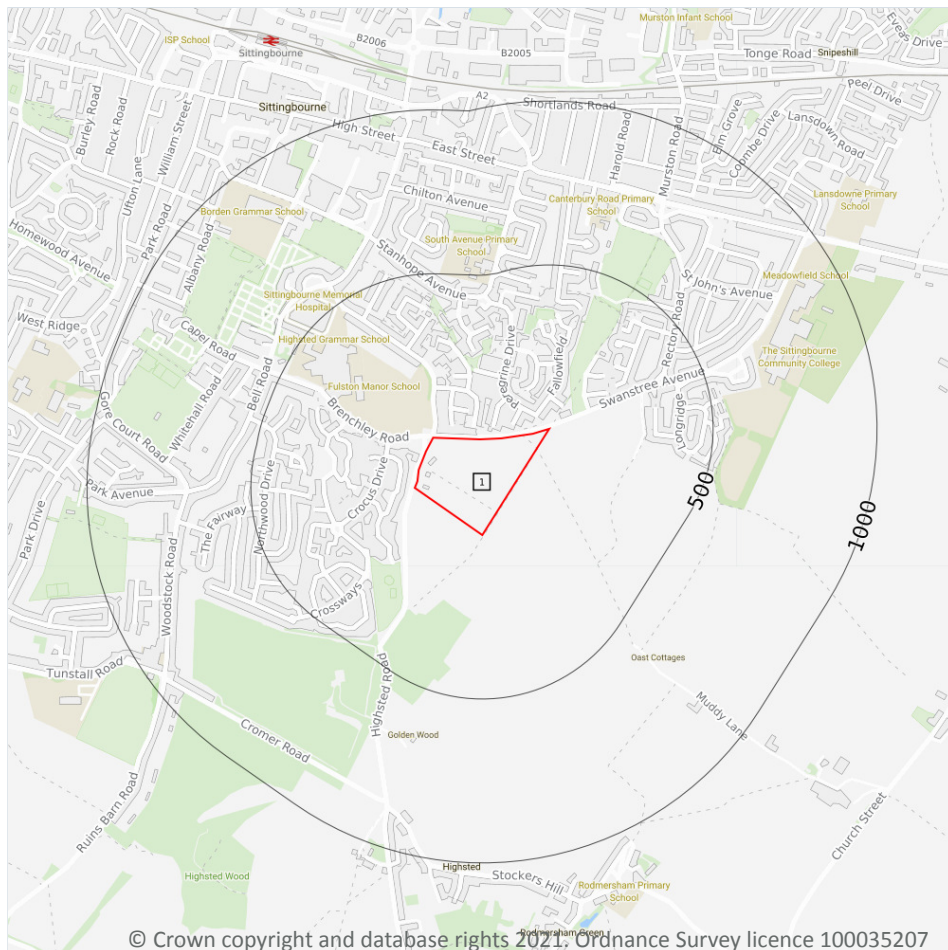 Murston Infant School
ISP School
B2006
Sittingbourne
B2005
Tonge Road
Snipeshill
Eveas Drive
Burley Road
Rock Road
William Street
Sittingbourne
A2
Shortlands Road
Peel Drive
High Street
East Street
Harold Road
Murston Road
Elm Grove
Coombe Drive
Lansdown Road
Ufton Lane
Park Road
Chilton Avenue
Canterbury Road Primary
School
Lansdowne Primary
School
Borden Grammar School
Homewood Avenue
Albany Road
South Avenue Primary
School
Stanhope Avenue
St John's Avenue
Meadowfield School
Sittingbourne Memorial
Hospital
West Ridge
Capel Road
Highsted Grammar School
Peregrine Drive
Fallowfield
Rectory Road
The Sittingbourne
Community College
Whitehall Road
Bell Road
Fulston Manor School
Swanstree Avenue
Gore Court Road
Brenchley Road
Longridge
Park Avenue
Crocus Drive
1
500
1000
Park Drive
The Fairway
Northwood Drive
Woodstock Road
Crossways
Oast Cottages
Tunstall Road
Highsted Road
Muddy Lane
Cromer Road
Golden Wood
Ruins Barn Road
Church Street
Highsted Wood
Highsted
Stockers Hill
Rodmersham Primary
School
Rodmersham Green
© Crown copyright and database rights 2021. Ordnance Survey licence 100035207